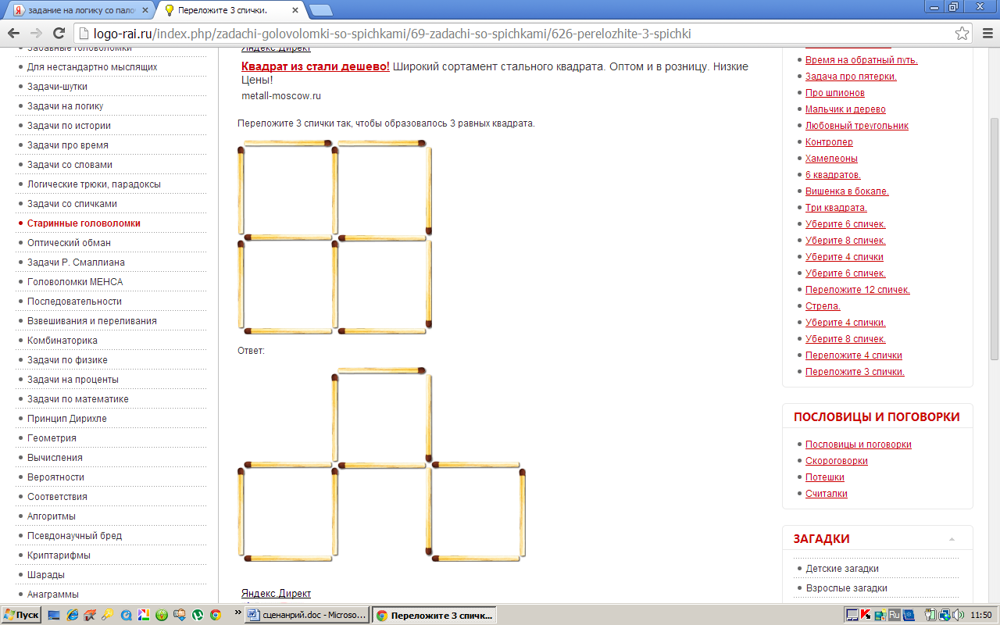 задание на логику со пало
Переложите 3 спички.
logo-rai.ru/index.php/zadachi-golovolomki-so-spichkami/69-zadachi-so-spichkami/626-perelozhite-3-spichki
Забавные головоломки
Для нестандартно мыслящих
Задачи-шутки
Задачи на логику
Задачи по истории
Задачи про время
Задачи со словами
Логические трюки, парадоксы
Задачи со спичками
Старинные головоломки
Оптический обман
Задачи Р. Смаллиана
Головоломки МЕНСА
Последовательности
Взвешивания и переливания
Комбинаторика
Задачи по физике
Задачи на проценты
Задачи по математике
Принцип Дирихле
Геометрия
Вычисления
Вероятности
Соответствия
Алгоритмы
Псевдонаучный бред
Криптарифмы
Шарады
Анаграммы
Яндекс.Директ
Квадрат из стали дешево! Широкий сортамент стального квадрата. Оптом и в розницу. Низкие
Цены!
metall-moscow.ru
Переложите 3 спички так, чтобы образовалось 3 равных квадрата.
Ответ:
Яндекс.Директ
Время на обратный путь.
Задача про пятерки.
Про шпионов
Мальчик и дерево
Любовный треугольник
Контролер
Хамелеоны
6 квадратов.
Вишенка в бокале.
Три квадрата.
Уберите 6 спичек.
Уберите 8 спичек.
Уберите 4 спички
Уберите 6 спичек.
Переложите 12 спичек.
Стрела.
Уберите 4 спички.
Уберите 8 спичек.
Переложите 4 спички
Переложите 3 спички.
ПОСЛОВИЦЫ И ПОГОВОРКИ
Пословицы и поговорки
Скороговорки
Потешки
Считалки
ЗАГАДКИ
Детские загадки
Взрослые загадки
Пуск
сценанрий.doc - Microso...
Переложите 3 спичк...
Ru
11:50